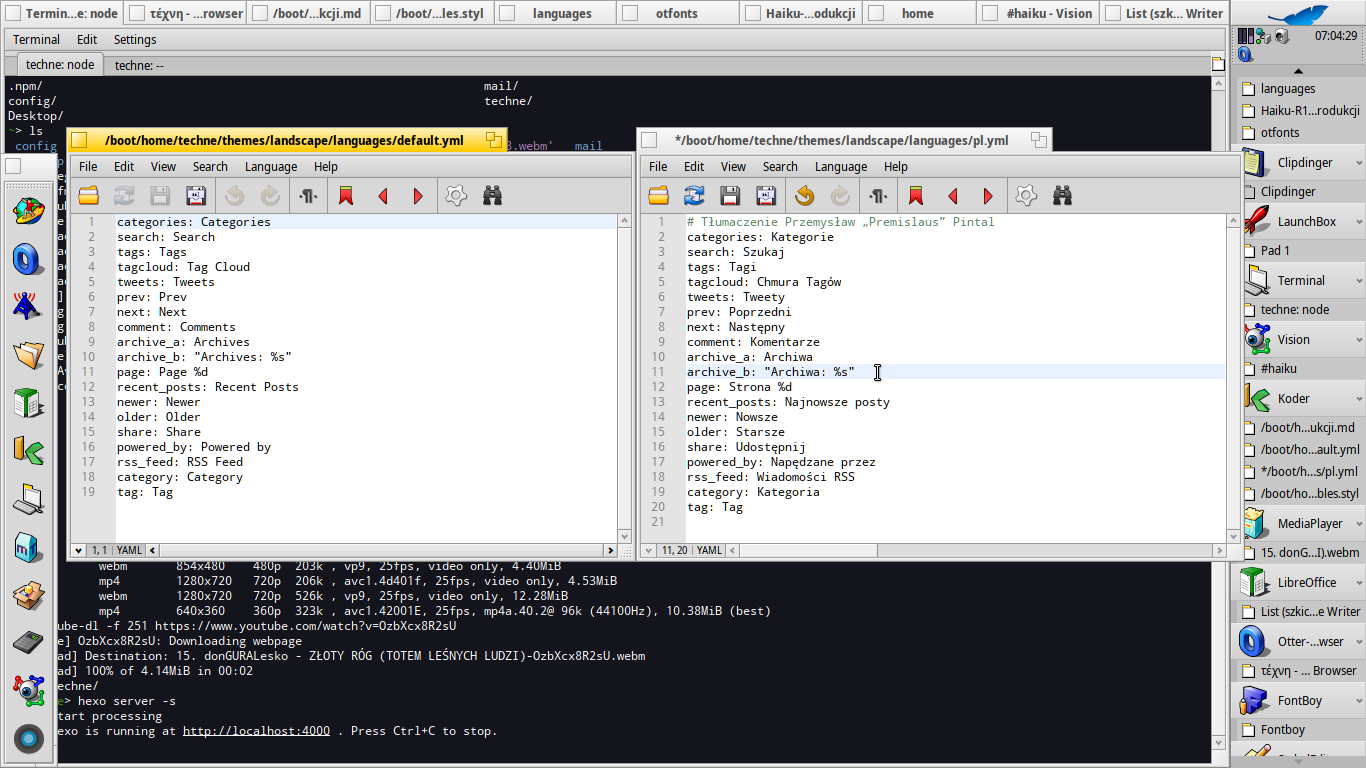 Termin...e: node
τέχνη - ...rowser
/boot/...kcji.md
/boot/...les.styl
languages
otfonts
Haiku-...odukcji
home
#haiku - Vision
List (szk... Writer
Terminal Edit Settings
07:04:29
techne: node
techne: --
.npm/ mail/
config/ techne/
Desktop/
~> ls
config 3.webm' mail
/boot/home/techne/themes/landscape/languages/default.yml
File Edit View Search Language Help
1 categories: Categories
2 search: Search
3 tags: Tags
4 tagcloud: Tag Cloud
5 tweets: Tweets
6 prev: Prev
7 next: Next
8 comment: Comments
9 archive_a: Archives
10 archive_b: "Archives: %s"
11 page: Page %d
12 recent_posts: Recent Posts
13 newer: Newer
14 older: Older
15 share: Share
16 powered_by: Powered by
17 rss_feed: RSS Feed
18 category: Category
19 tag: Tag
1, 1 YAML
*/boot/home/techne/themes/landscape/languages/pl.yml
File Edit View Search Language Help
1 # Tłumaczenie Przemysław „Premislaus” Pintal
2 categories: Kategorie
3 search: Szukaj
4 tags: Tagi
5 tagcloud: Chmura Tagów
6 tweets: Tweety
7 prev: Poprzedni
8 next: Następny
9 comment: Komentarze
10 archive_a: Archiwa
11 archive_b: "Archiwa: %s"
12 page: Strona %d
13 recent_posts: Najnowsze posty
14 newer: Nowsze
15 older: Starsze
16 share: Udostępnij
17 powered_by: Napędzane przez
18 rss_feed: Wiadomości RSS
19 category: Kategoria
20 tag: Tag
21
11, 20 YAML
webm 854x480 480p 203k , vp9, 25fps, video only, 4.40MiB
mp4 1280x720 720p 206k , avc1.4d401f, 25fps, video only, 4.53MiB
webm 1280x720 720p 526k , vp9, 25fps, video only, 12.28MiB
mp4 640x360 360p 323k , avc1.42001E, 25fps, mp4a.40.2@ 96k (44100Hz), 10.38MiB (best)
ube-dl -f 251 https://www.youtube.com/watch?v=OzbXcx8R2sU
e] OzbXcx8R2sU: Downloading webpage
ad] Destination: 15. donGURALesko - ZŁOTY RÓG (TOTEM LEŚNYCH LUDZI)-OzbXcx8R2sU.webm
ad] 100% of 4.14MiB in 00:02
echne/
e> hexo server -s
tart processing
exo is running at http://localhost:4000 . Press Ctrl+C to stop.
languages
Haiku-R1...rodukcji
otfonts
Clipdinger
Clipdinger
LaunchBox
Pad 1
Terminal
techne: node
Vision
#haiku
Koder
/boot/h...ukcji.md
/boot/ho...ault.yml
*/boot/h...s/pl.yml
/boot/ho...bles.styl
MediaPlayer
15. donG...I).webm
LibreOffice
List (szkic...e Writer
Otter-...wser
τέχνη - ... Browser
FontBoy
Fontboy